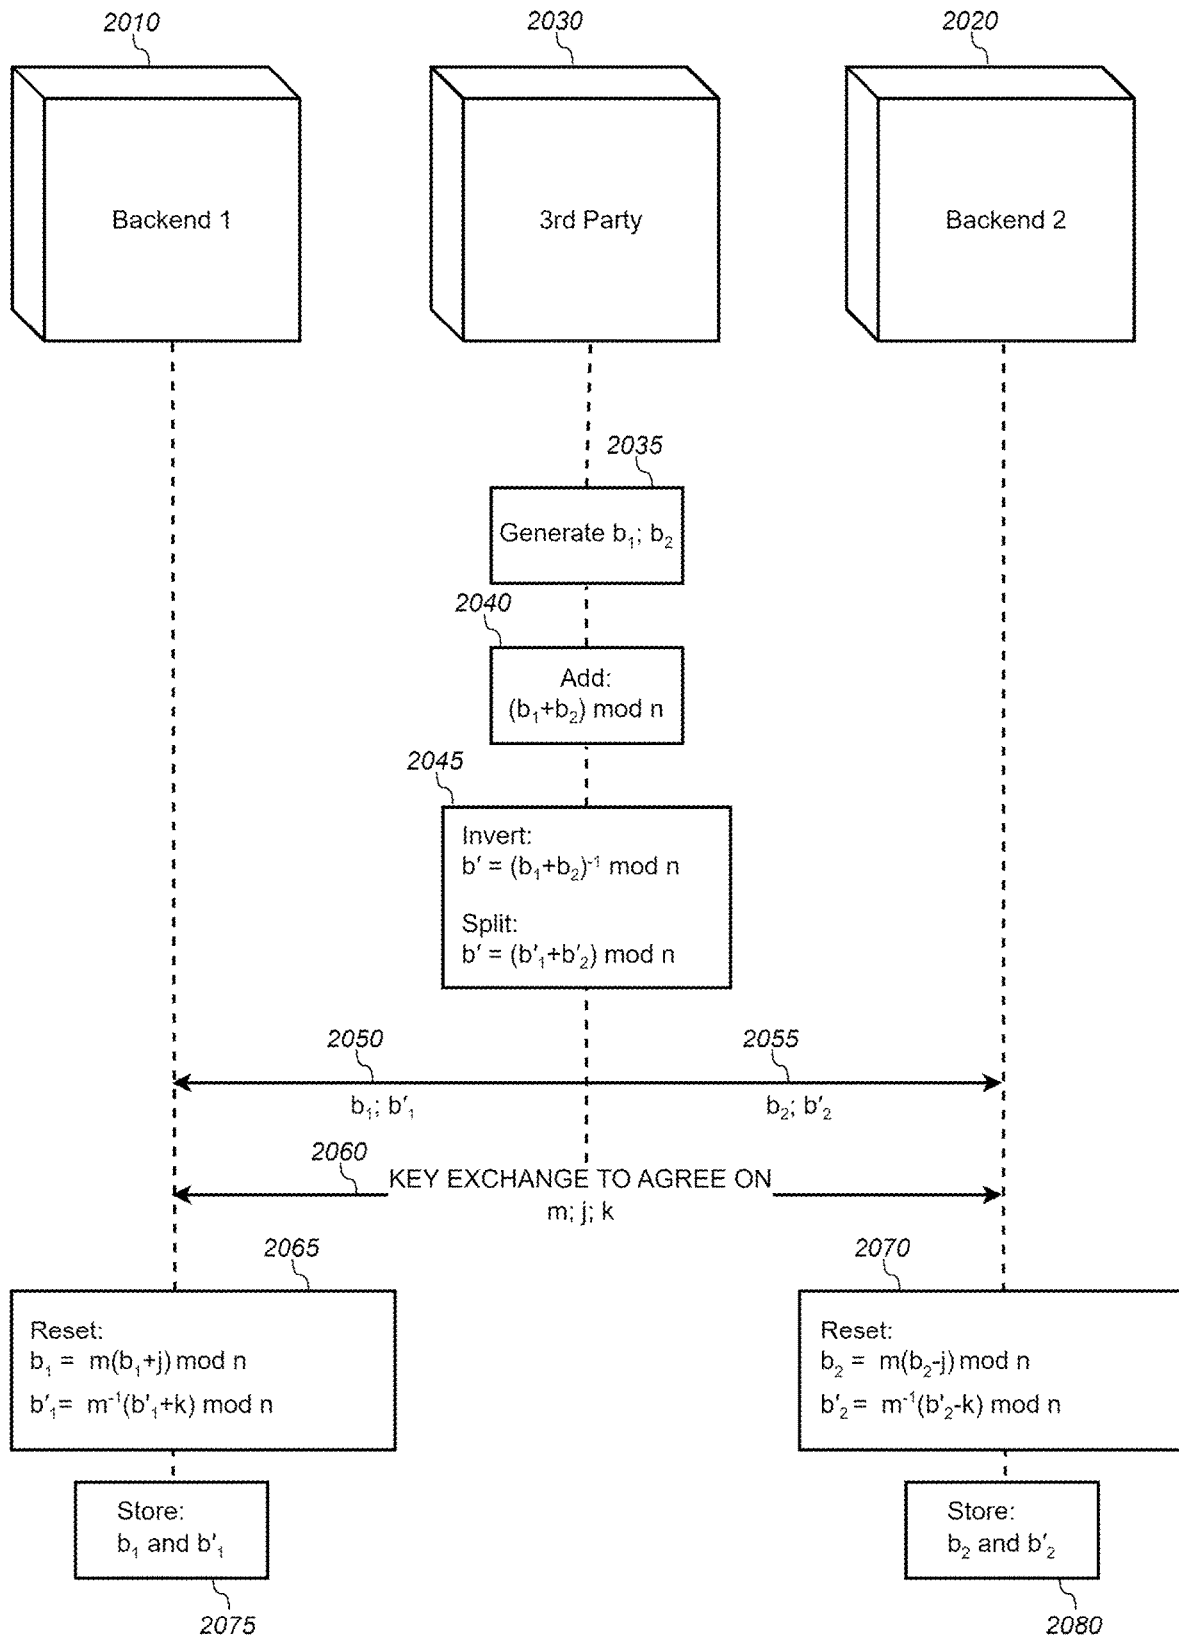 2010
2030
2020
Backend 1
3rd Party
Backend 2
2035
Generate b₁; b₂
2040
Add:
(b₁+b₂) mod n
2045
Invert:
b′ = (b₁+b₂)⁻¹ mod n
Split:
b′ = (b′₁+b′₂) mod n
2050
2055
b₁; b′₁
b₂; b′₂
2060
KEY EXCHANGE TO AGREE ON
m; j; k
2065
2070
Reset:
b₁ = m(b₁+j) mod n
b′₁= m⁻¹(b′₁+k) mod n
Reset:
b₂ = m(b₂-j) mod n
b′₂ = m⁻¹(b′₂-k) mod n
Store:
b₁ and b′₁
Store:
b₂ and b′₂
2075
2080